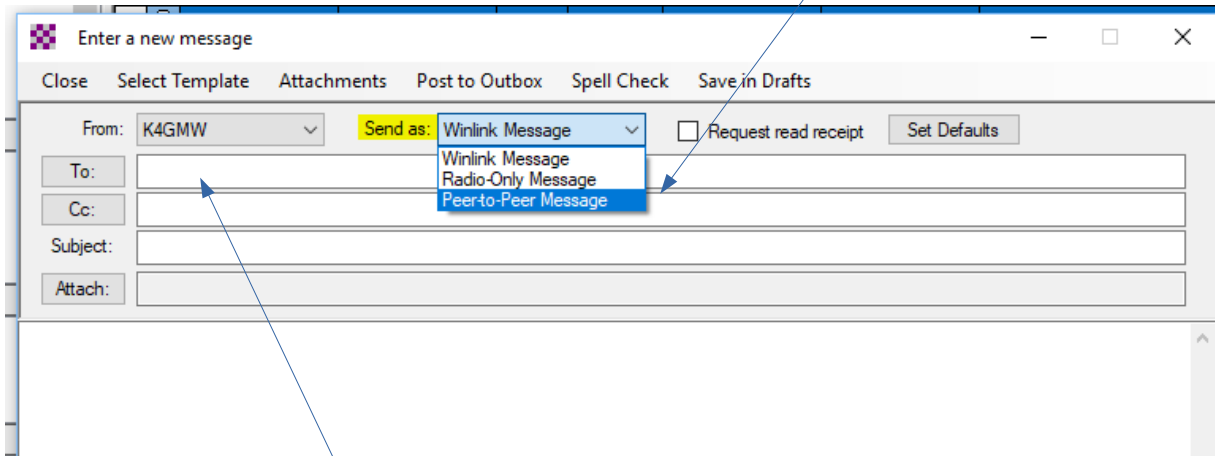 Enter a new message
Close Select Template Attachments Post to Outbox Spell Check Save in Drafts
From: K4GMW Send as: Winlink Message Request read receipt Set Defaults
Winlink Message
To:
Radio-Only Message
Peer-to-Peer Message
Cc:
Subject:
Attach: